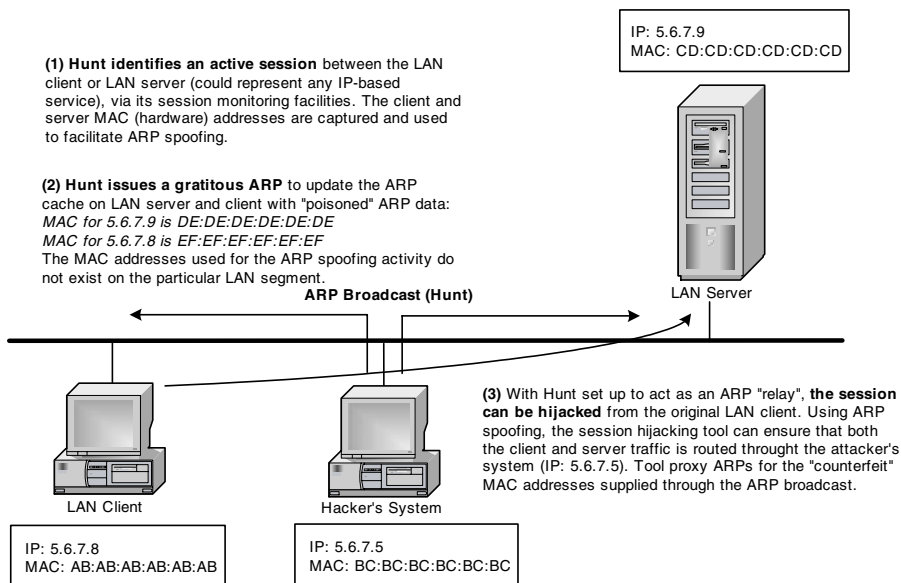 IP: 5.6.7.9
MAC: CD:CD:CD:CD:CD:CD
(1) Hunt identifies an active session between the LAN
client or LAN server (could represent any IP-based
service), via its session monitoring facilities. The client and
server MAC (hardware) addresses are captured and used
to facilitate ARP spoofing.
(2) Hunt issues a gratitous ARP to update the ARP
cache on LAN server and client with "poisoned" ARP data:
MAC for 5.6.7.9 is DE:DE:DE:DE:DE:DE
MAC for 5.6.7.8 is EF:EF:EF:EF:EF:EF
The MAC addresses used for the ARP spoofing activity do
not exist on the particular LAN segment.
ARP Broadcast (Hunt)
LAN Server
(3) With Hunt set up to act as an ARP "relay", the session
can be hijacked from the original LAN client. Using ARP
spoofing, the session hijacking tool can ensure that both
the client and server traffic is routed throught the attacker's
system (IP: 5.6.7.5). Tool proxy ARPs for the "counterfeit"
MAC addresses supplied through the ARP broadcast.
LAN Client
Hacker's System
IP: 5.6.7.8
MAC: AB:AB:AB:AB:AB:AB
IP: 5.6.7.5
MAC: BC:BC:BC:BC:BC:BC